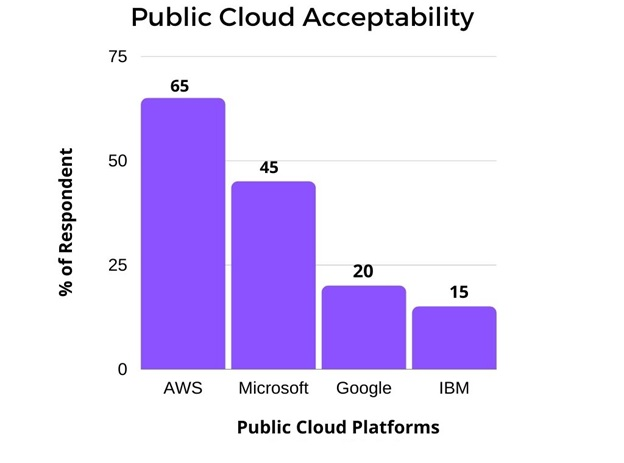 Public Cloud Acceptability
75
65
50
45
25
20
15
0
% of Respondent
AWS Microsoft Google IBM
Public Cloud Platforms